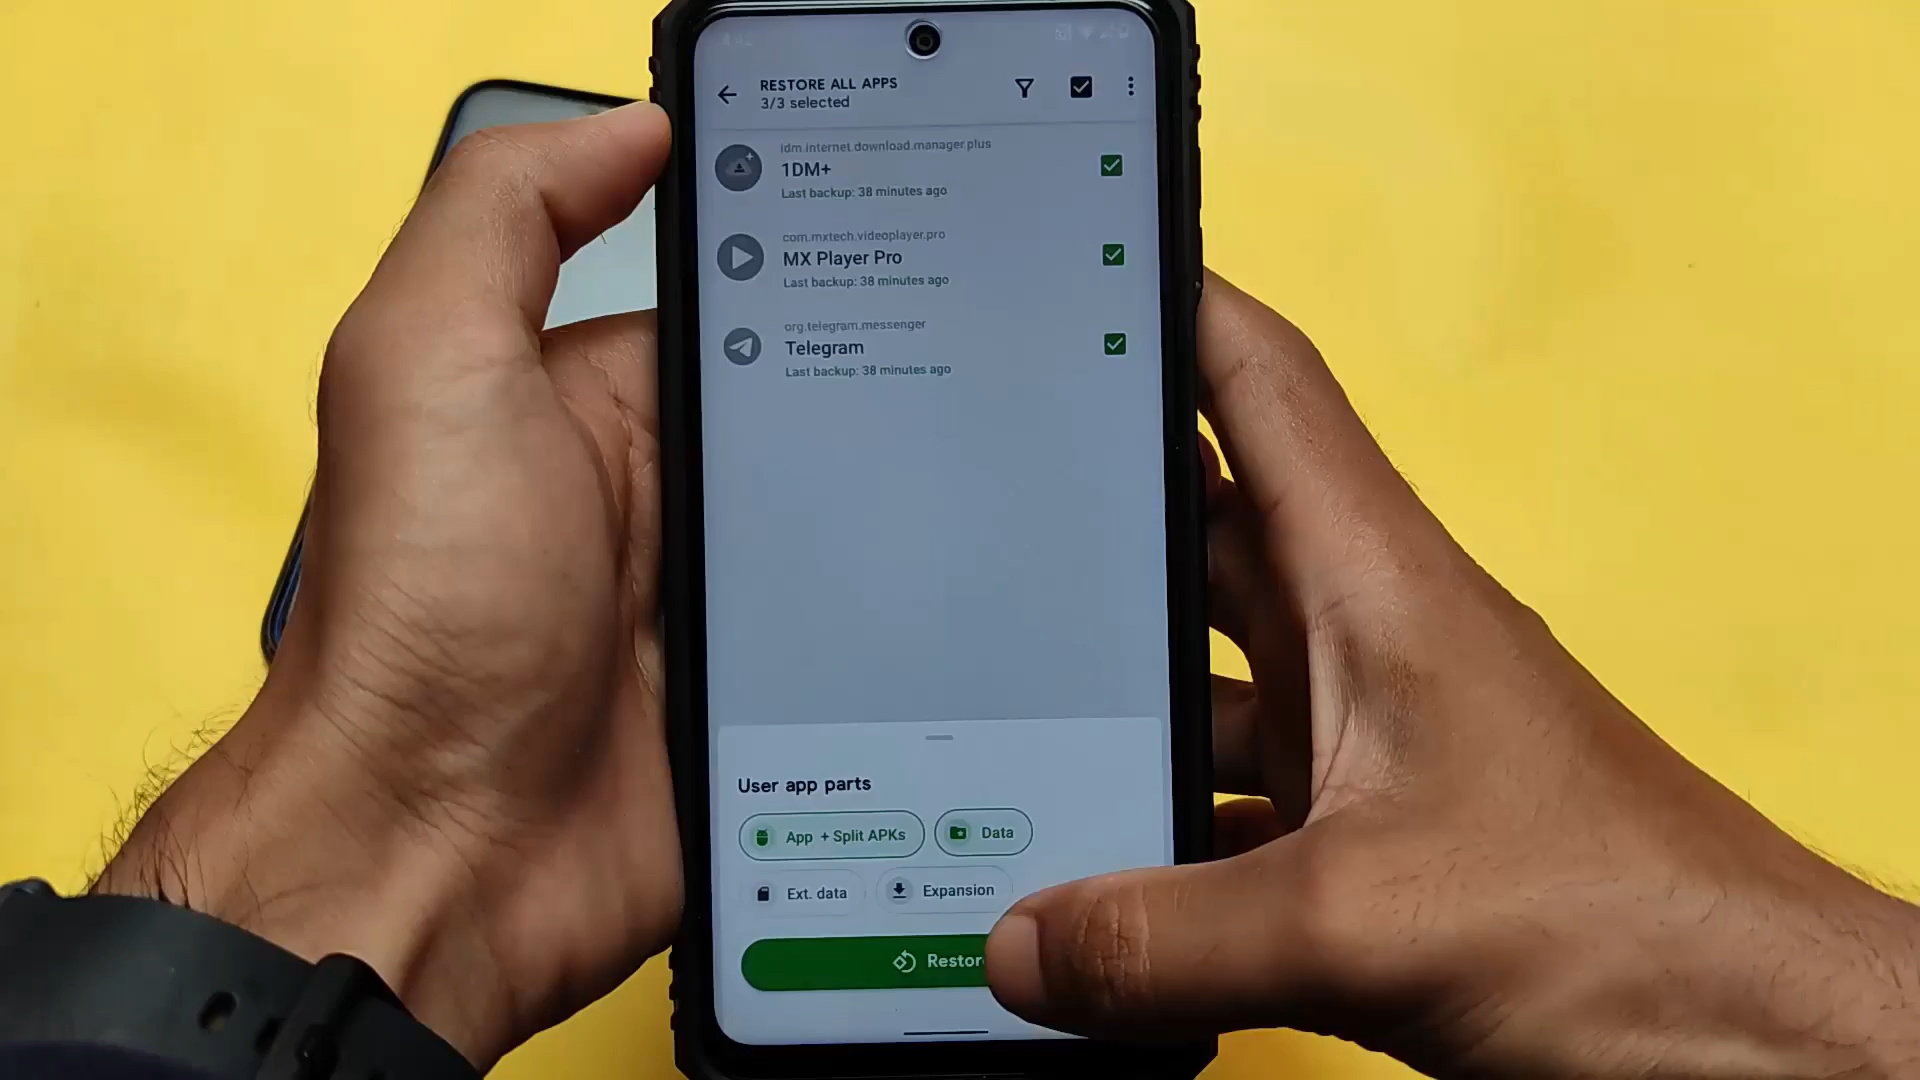 RESTORE ALL APPS
3/3 selected
idm.internet.download.manager.plus
1DM+
Last backup: 38 minutes ago
com.mxtech.videoplayer.pro
MX Player Pro
Last backup: 38 minutes ago
org.telegram.messenger
Telegram
Last backup: 38 minutes ago
User app parts
App + Split APKs
Data
Ext. data
Expansion
Restor